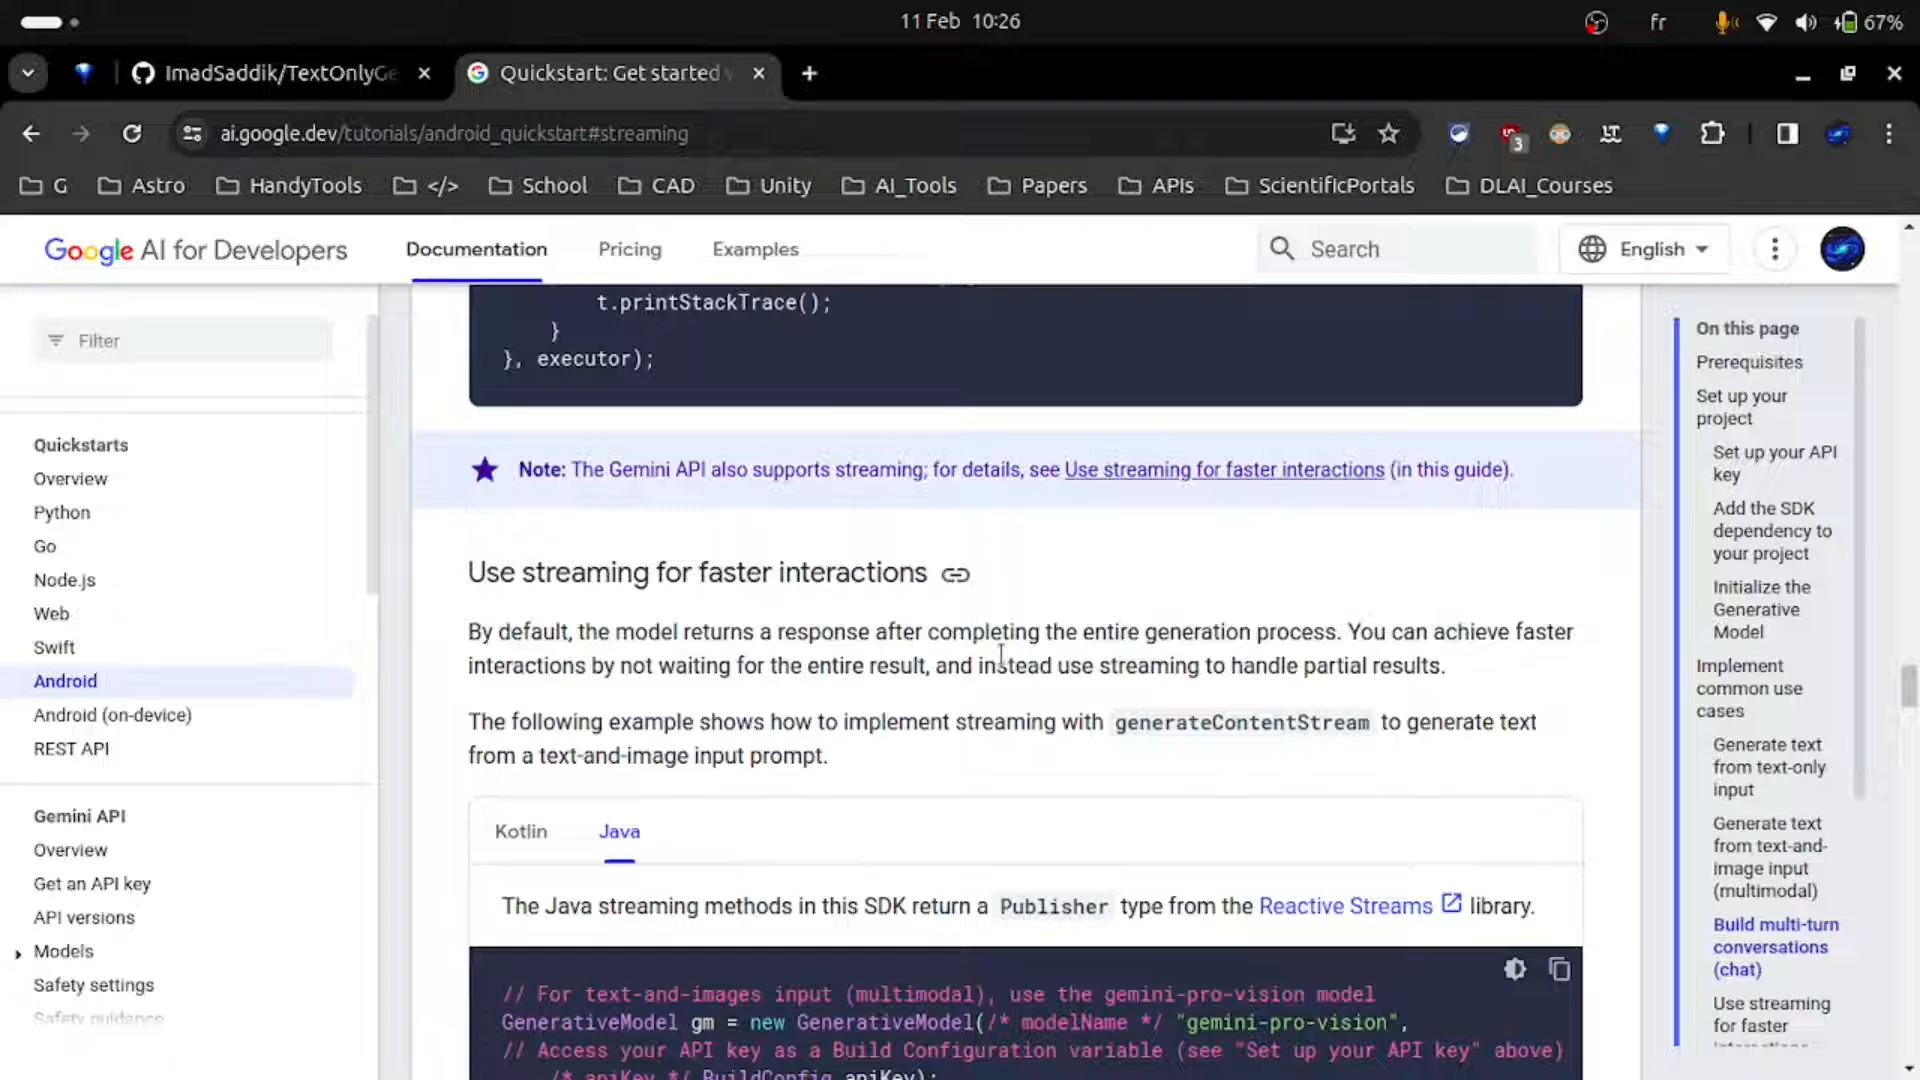 11 Feb 10:26
fr
67%
ImadSaddik/TextOnlyGe
Quickstart: Get started
ai.google.dev/tutorials/android_quickstart#streaming
3
G
Astro
HandyTools
</>
School
CAD
Unity
AI_Tools
Papers
APIs
ScientificPortals
DLAI_Courses
Google AI for Developers
Documentation
Pricing
Examples
Search
English
Filter
Quickstarts
Overview
Python
Go
Node.js
Web
Swift
Android
Android (on-device)
REST API
Gemini API
Overview
Get an API key
API versions
Models
Safety settings
Safety guidance
t.printStackTrace();
}
}, executor);
Note: The Gemini API also supports streaming; for details, see Use streaming for faster interactions (in this guide).
Use streaming for faster interactions
By default, the model returns a response after completing the entire generation process. You can achieve faster
interactions by not waiting for the entire result, and instead use streaming to handle partial results.
The following example shows how to implement streaming with generateContentStream to generate text
from a text-and-image input prompt.
Kotlin
Java
The Java streaming methods in this SDK return a Publisher type from the Reactive Streams library.
// For text-and-images input (multimodal), use the gemini-pro-vision model
GenerativeModel gm = new GenerativeModel(/* modelName */ "gemini-pro-vision",
// Access your API key as a Build Configuration variable (see "Set up your API key" above)
/* apiKey */ BuildConfig.apiKey);
On this page
Prerequisites
Set up your
project
Set up your API
key
Add the SDK
dependency to
your project
Initialize the
Generative
Model
Implement
common use
cases
Generate text
from text-only
input
Generate text
from text-and-
image input
(multimodal)
Build multi-turn
conversations
(chat)
Use streaming
for faster
interactions